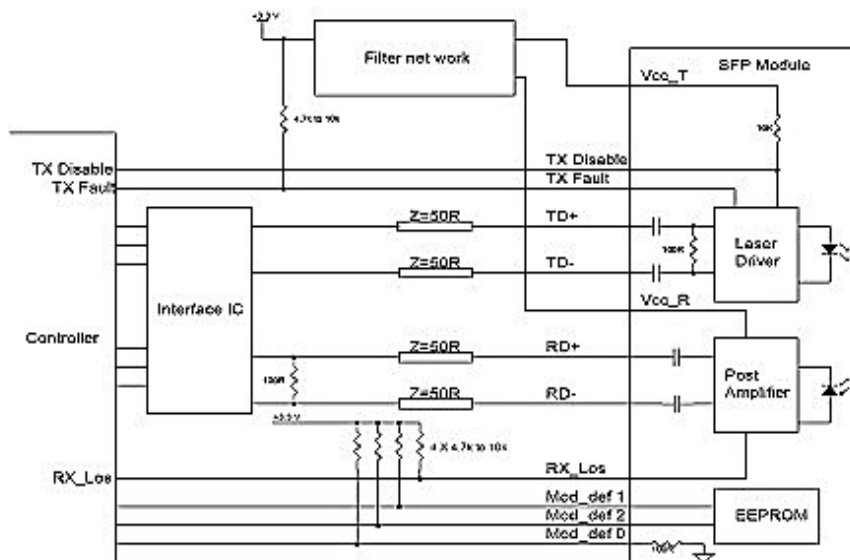 +3.3 V
Filter net work
SFP Module
Vcc_T
4.7k to 10k
10K
TX Disable
TX Disable
TX Fault
TX Fault
Z=50R
TD+
100R
Laser
Driver
Z=50R
TD-
Interface IC
Vcc_R
Controller
Z=50R
RD+
100R
Post
Amplifier
Z=50R
RD-
+3.3 V
4 X 4.7k to 10k
RX_Los
RX_Los
Mod_def 1
Mod_def 2
EEPROM
Mod_def 0
100R